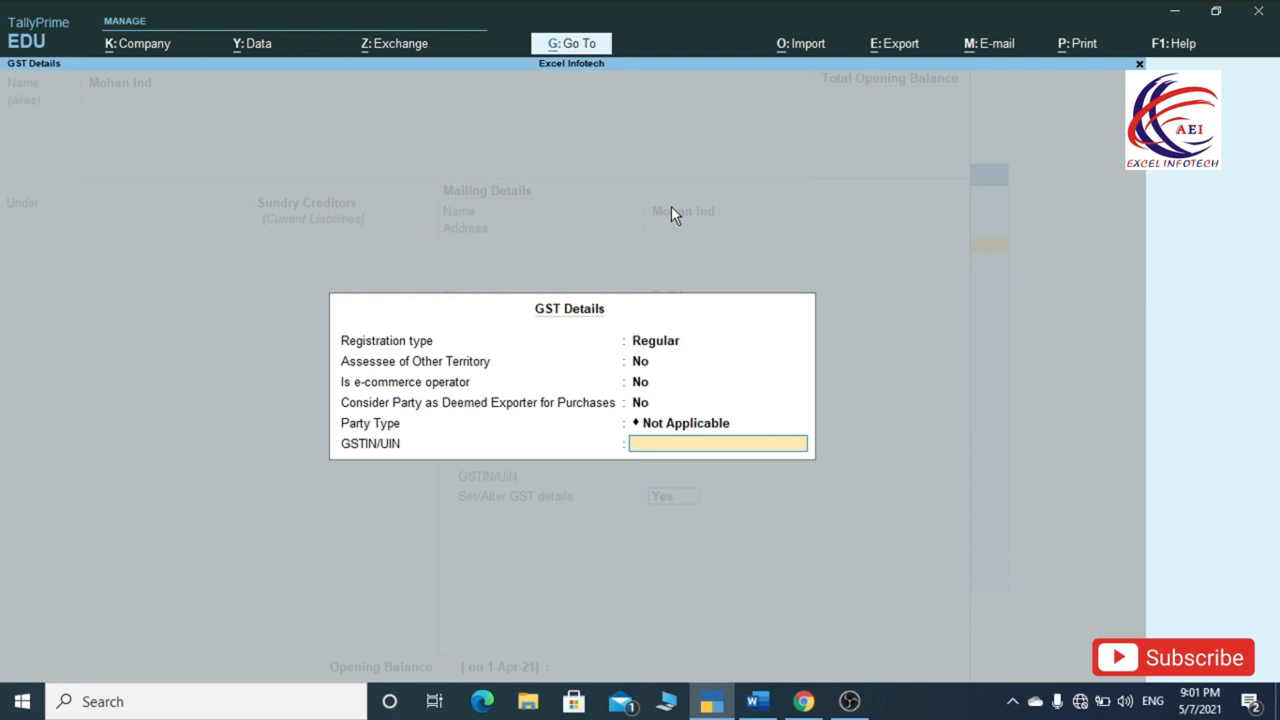 TallyPrime
EDU
MANAGE
K: Company
Y: Data
Z: Exchange
G: Go To
O: Import
E: Export
M: E-mail
P: Print
F1: Help
GST Details
Excel Infotech
Name : Mohan Ind
(alias) :
Total Opening Balance
AEI
EXCEL INFOTECH
Under : Sundry Creditors
(Current Liabilities)
Mailing Details
Name : Mohan Ind
Address :
GST Details
Registration type : Regular
Assessee of Other Territory : No
Is e-commerce operator : No
Consider Party as Deemed Exporter for Purchases : No
Party Type : ♦ Not Applicable
GSTIN/UIN :
GSTIN/UIN :
Set/Alter GST details : Yes
Opening Balance ( on 1-Apr-21) :
Subscribe
Search
1
ENG
9:01 PM
5/7/2021
2